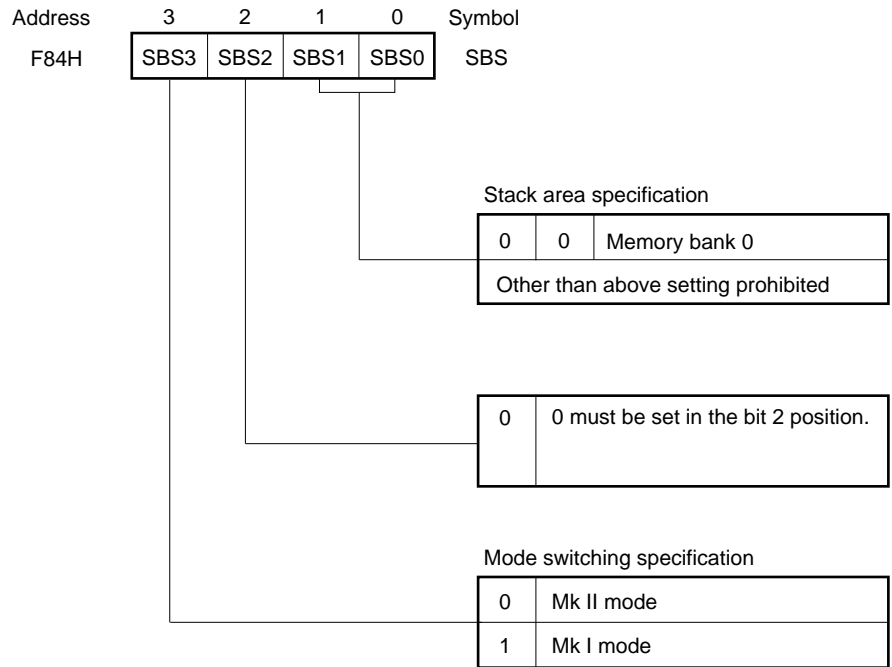 Address 3 2 1 0 Symbol
F84H SBS3 SBS2 SBS1 SBS0 SBS
Stack area specification
0 0 Memory bank 0
Other than above setting prohibited
0 0 must be set in the bit 2 position.
Mode switching specification
0 Mk II mode
1 Mk I mode